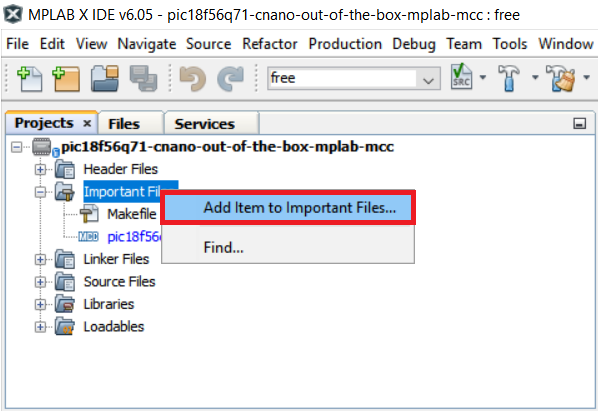 MPLAB X IDE v6.05 - pic18f56q71-cnano-out-of-the-box-mplab-mcc : free
File Edit View Navigate Source Refactor Production Debug Team Tools Window
free
SRC
Projects × Files Services
pic18f56q71-cnano-out-of-the-box-mplab-mcc
Header Files
Important Fil
Add Item to Important Files...
Makefile
pic18f56
Find...
Linker Files
Source Files
Libraries
Loadables